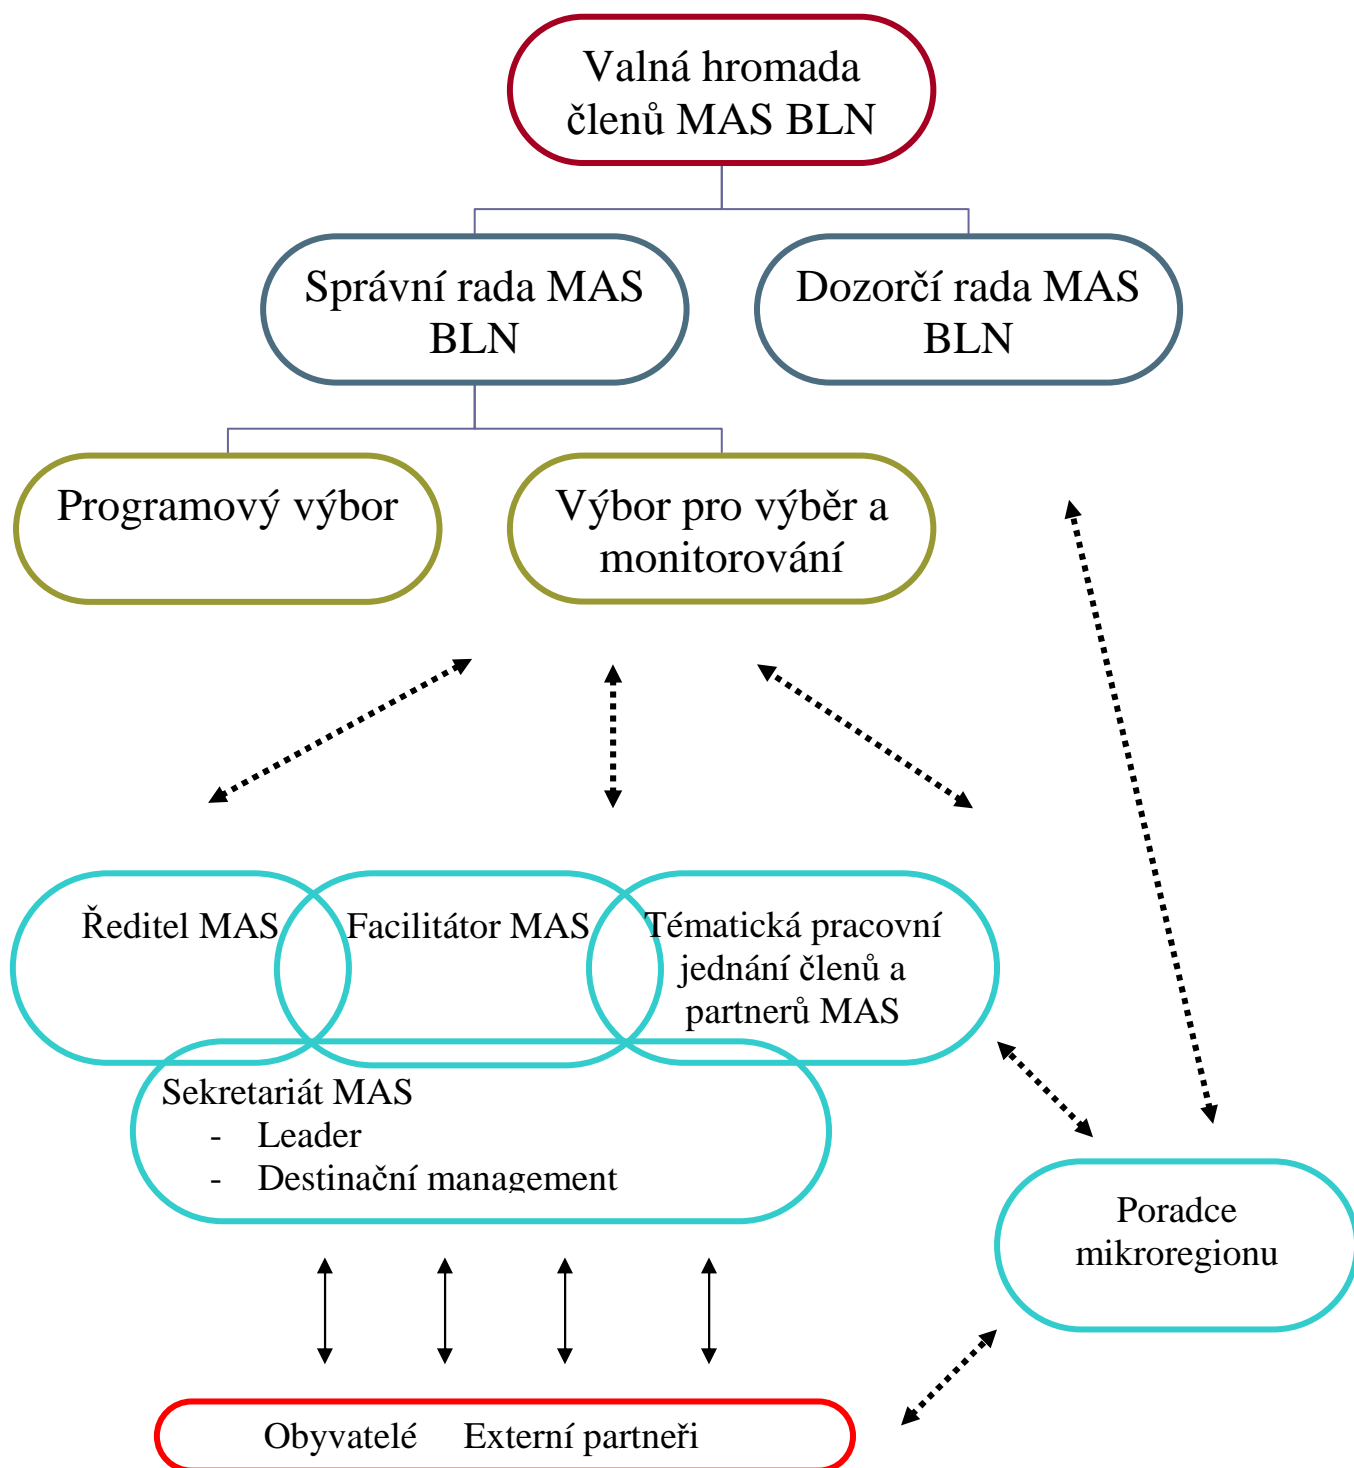 Valná hromada
členů MAS BLN
Správní rada MAS
BLN
Dozorčí rada MAS
BLN
Programový výbor
Výbor pro výběr a
monitorování
Ředitel MAS
Facilitátor MAS
Tématická pracovní
jednání členů a
partnerů MAS
Sekretariát MAS
- Leader
- Destinační management
Poradce
mikroregionu
Obyvatelé Externí partneři